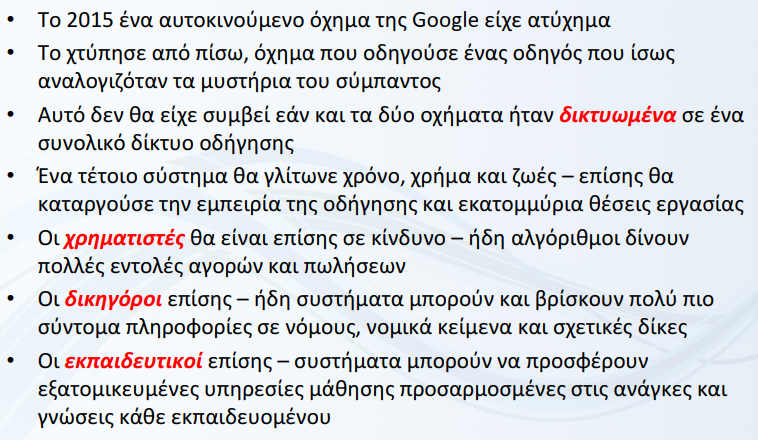 • Το 2015 ένα αυτοκινούμενο όχημα της Google είχε ατύχημα
• Το χτύπησε από πίσω, όχημα που οδηγούσε ένας οδηγός που ίσως
αναλογιζόταν τα μυστήρια του σύμπαντος
• Αυτό δεν θα είχε συμβεί εάν και τα δύο οχήματα ήταν δικτυωμένα σε ένα
συνολικό δίκτυο οδήγησης
• Ένα τέτοιο σύστημα θα γλίτωνε χρόνο, χρήμα και ζωές – επίσης θα
καταργούσε την εμπειρία της οδήγησης και εκατομμύρια θέσεις εργασίας
• Οι χρηματιστές θα είναι επίσης σε κίνδυνο – ήδη αλγόριθμοι δίνουν
πολλές εντολές αγορών και πωλήσεων
• Οι δικηγόροι επίσης – ήδη συστήματα μπορούν και βρίσκουν πολύ πιο
σύντομα πληροφορίες σε νόμους, νομικά κείμενα και σχετικές δίκες
• Οι εκπαιδευτικοί επίσης – συστήματα μπορούν να προσφέρουν
εξατομικευμένες υπηρεσίες μάθησης προσαρμοσμένες στις ανάγκες και
γνώσεις κάθε εκπαιδευομένου